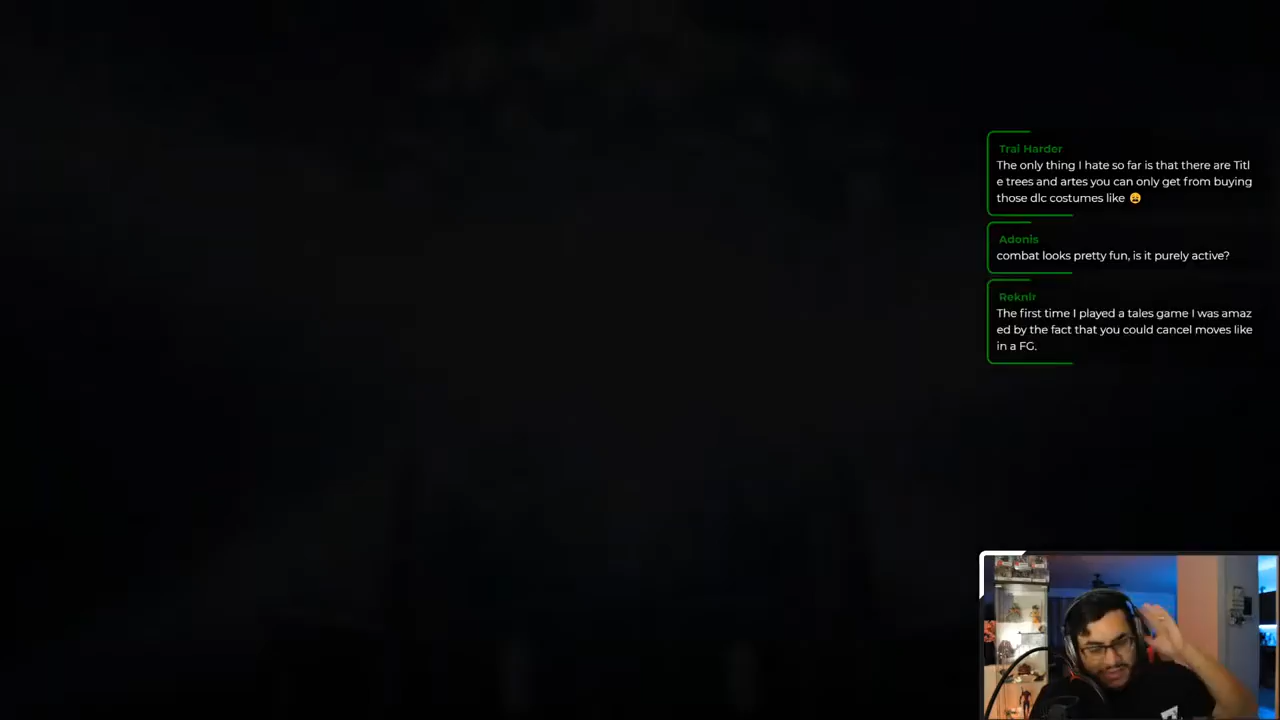 Trai Harder
The only thing I hate so far is that there are Titl
e trees and artes you can only get from buying
those dlc costumes like 😩
Adonis
combat looks pretty fun, is it purely active?
Reknir
The first time I played a tales game I was amaz
ed by the fact that you could cancel moves like
in a FG.